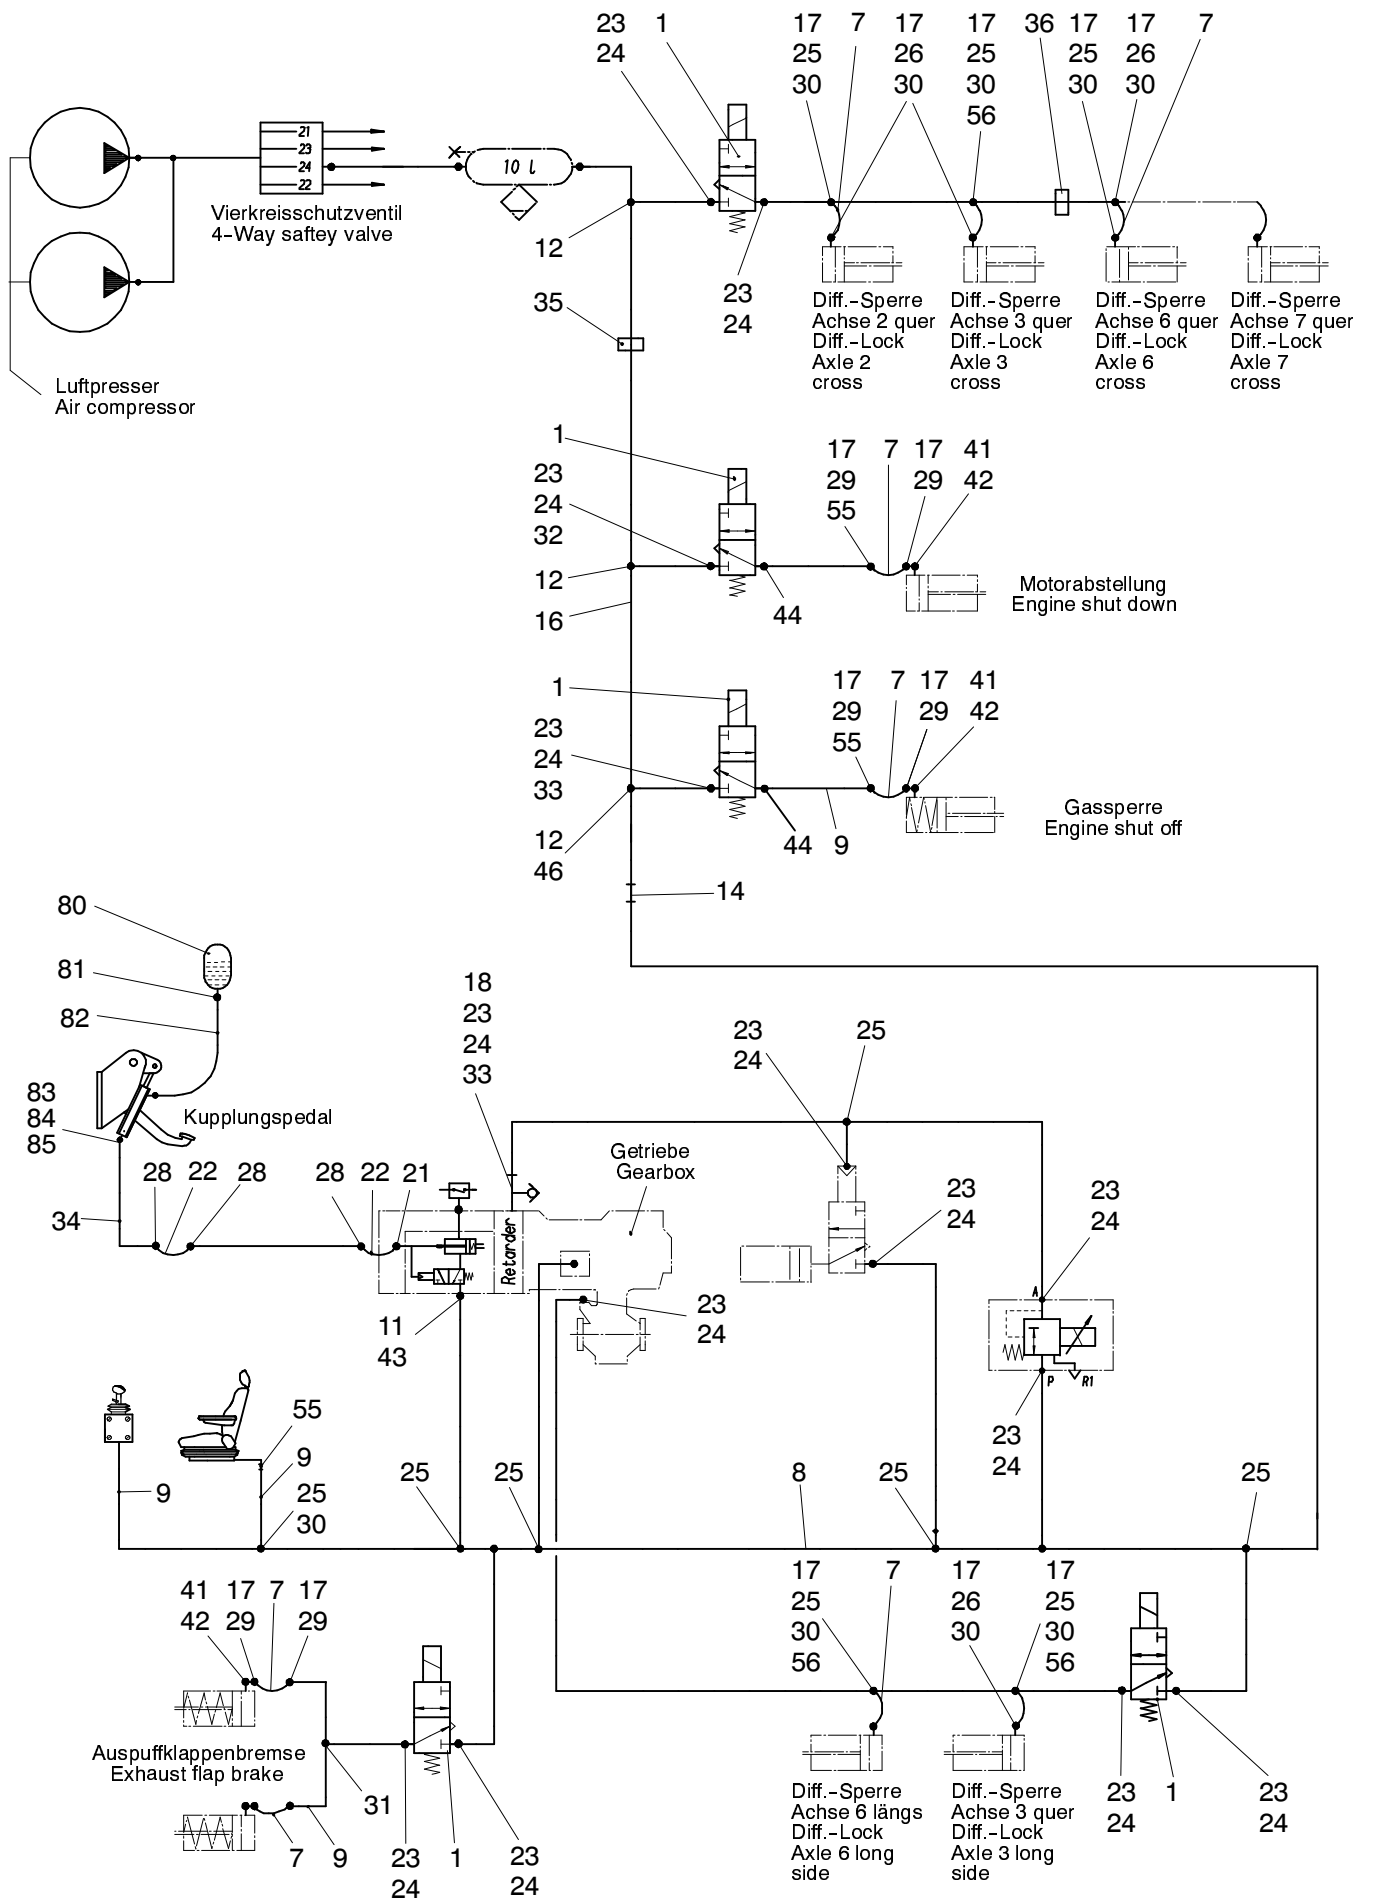 23 1 17 7 17 17 36 17 17 7
24 25 26 25 25 26
30 30 30 30 30
56
21
23
24
22
10 l
Vierkreisschutzventil
4-Way saftey valve
12
23
24
35
Diff.-Sperre
Achse 2 quer
Diff.-Lock
Axle 2
cross
Diff.-Sperre
Achse 3 quer
Diff.-Lock
Axle 3
cross
Diff.-Sperre
Achse 6 quer
Diff.-Lock
Axle 6
cross
Diff.-Sperre
Achse 7 quer
Diff.-Lock
Axle 7
cross
Luftpresser
Air compressor
1
23
24
32
12
16
17 7 17 41
29 29 42
55
44
Motorabstellung
Engine shut down
1
23
24
33
12
46
17 7 17 41
29 29 42
55
44 9
Gassperre
Engine shut off
14
80
81
82
83
84
85
Kupplungspedal
28 22 28 28 22 21
34
18
23
24
33
Getriebe
Gearbox
Retarder
23
24
25
23
24
23
24
A
P R1
23
24
11
43
23
24
55
9
25
30
9
25 25 8 25 25
41 17 7 17
42 29 29
Auspuffklappenbremse
Exhaust flap brake
31
7 9
23
24
1
23
24
17
25
30
56
7
17
26
30
17
25
30
56
Diff.-Sperre
Achse 6 längs
Diff.-Lock
Axle 6 long
side
Diff.-Sperre
Achse 3 quer
Diff.-Lock
Axle 3 long
side
23
24
1
23
24